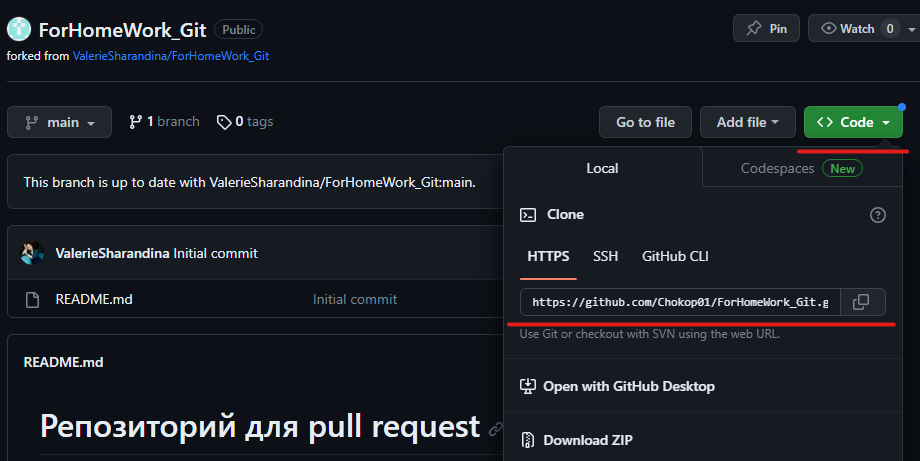 ForHomeWork_Git Public Pin Watch 0
forked from ValerieSharandina/ForHomeWork_Git
main 1 branch 0 tags Go to file Add file Code
This branch is up to date with ValerieSharandina/ForHomeWork_Git:main.
ValerieSharandina Initial commit
README.md Initial commit
README.md
Репозиторий для pull request
Local Codespaces New
Clone
HTTPS SSH GitHub CLI
https://github.com/Chokop01/ForHomeWork_Git.g
Use Git or checkout with SVN using the web URL.
Open with GitHub Desktop
Download ZIP